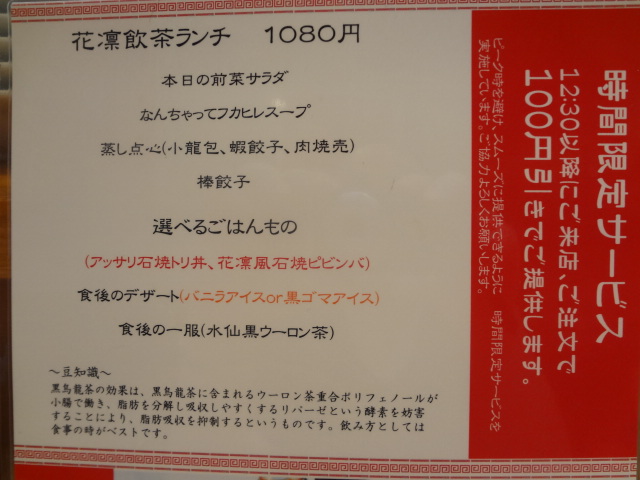 花凛飲茶ランチ 1080円
本日の前菜サラダ
なんちゃってフカヒレスープ
蒸し点心(小龍包、蝦餃子、肉焼売)
棒餃子
選べるごはんもの
(アッサリ石焼トリ丼、花凛風石焼ビビンバ)
食後のデザート(バニラアイスor黒ゴマアイス)
食後の一服(水仙黒ウーロン茶)
～豆知識～
黒烏龍茶の効果は、黒烏龍茶に含まれるウーロン茶重合ポリフェノールが
小腸で働き、脂肪を分解し吸収しやすくするリパーゼという酵素を妨害
することにより、脂肪吸収を抑制するというものです。飲み方としては
食事の時がベストです。
時間限定サービス
12:30以降にご来店、ご注文で
100円引きでご提供します。
ピーク時を避け、スムーズに提供できるように 時間限定サービスを
実施しています。ご協力よろしくお願いします。